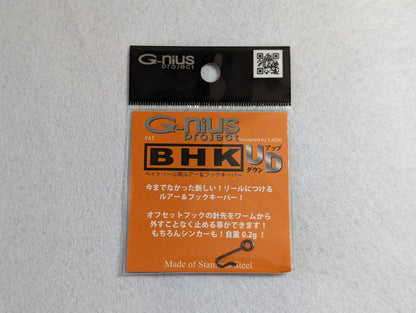 G-nius
project
G-nius
project
PAT. Designed by S.AOKI
BHK UD アップ
ダウン
ベイトリール用ルアー＆フックキーパー
今までなかった新しい！リールにつける
ルアー＆フックキーパー！
オフセットフックの針先をワームから
外すことなく止める事ができます！
もちろんシンカーも！自重0.2g！
Made of Stainless Steel